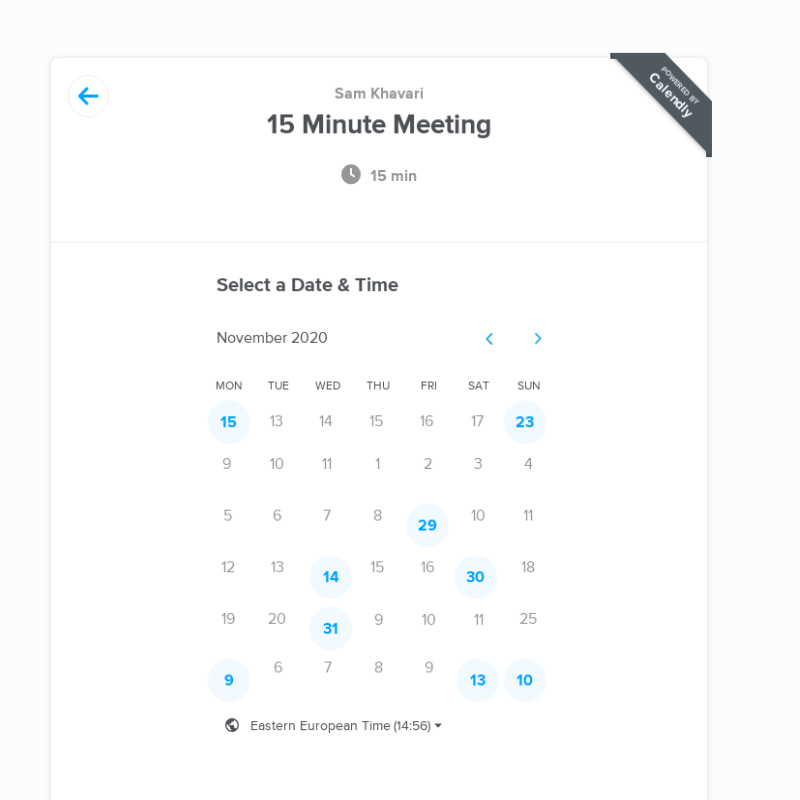 POWERED BY
Calendly
Sam Khavari
15 Minute Meeting
15 min
Select a Date & Time
November 2020
MON TUE WED THU FRI SAT SUN
15 13 14 15 16 17 23
9 10 11 1 2 3 4
5 6 7 8 29 10 11
12 13 14 15 16 30 18
19 20 31 9 10 11 25
9 6 7 8 9 13 10
Eastern European Time (14:56)